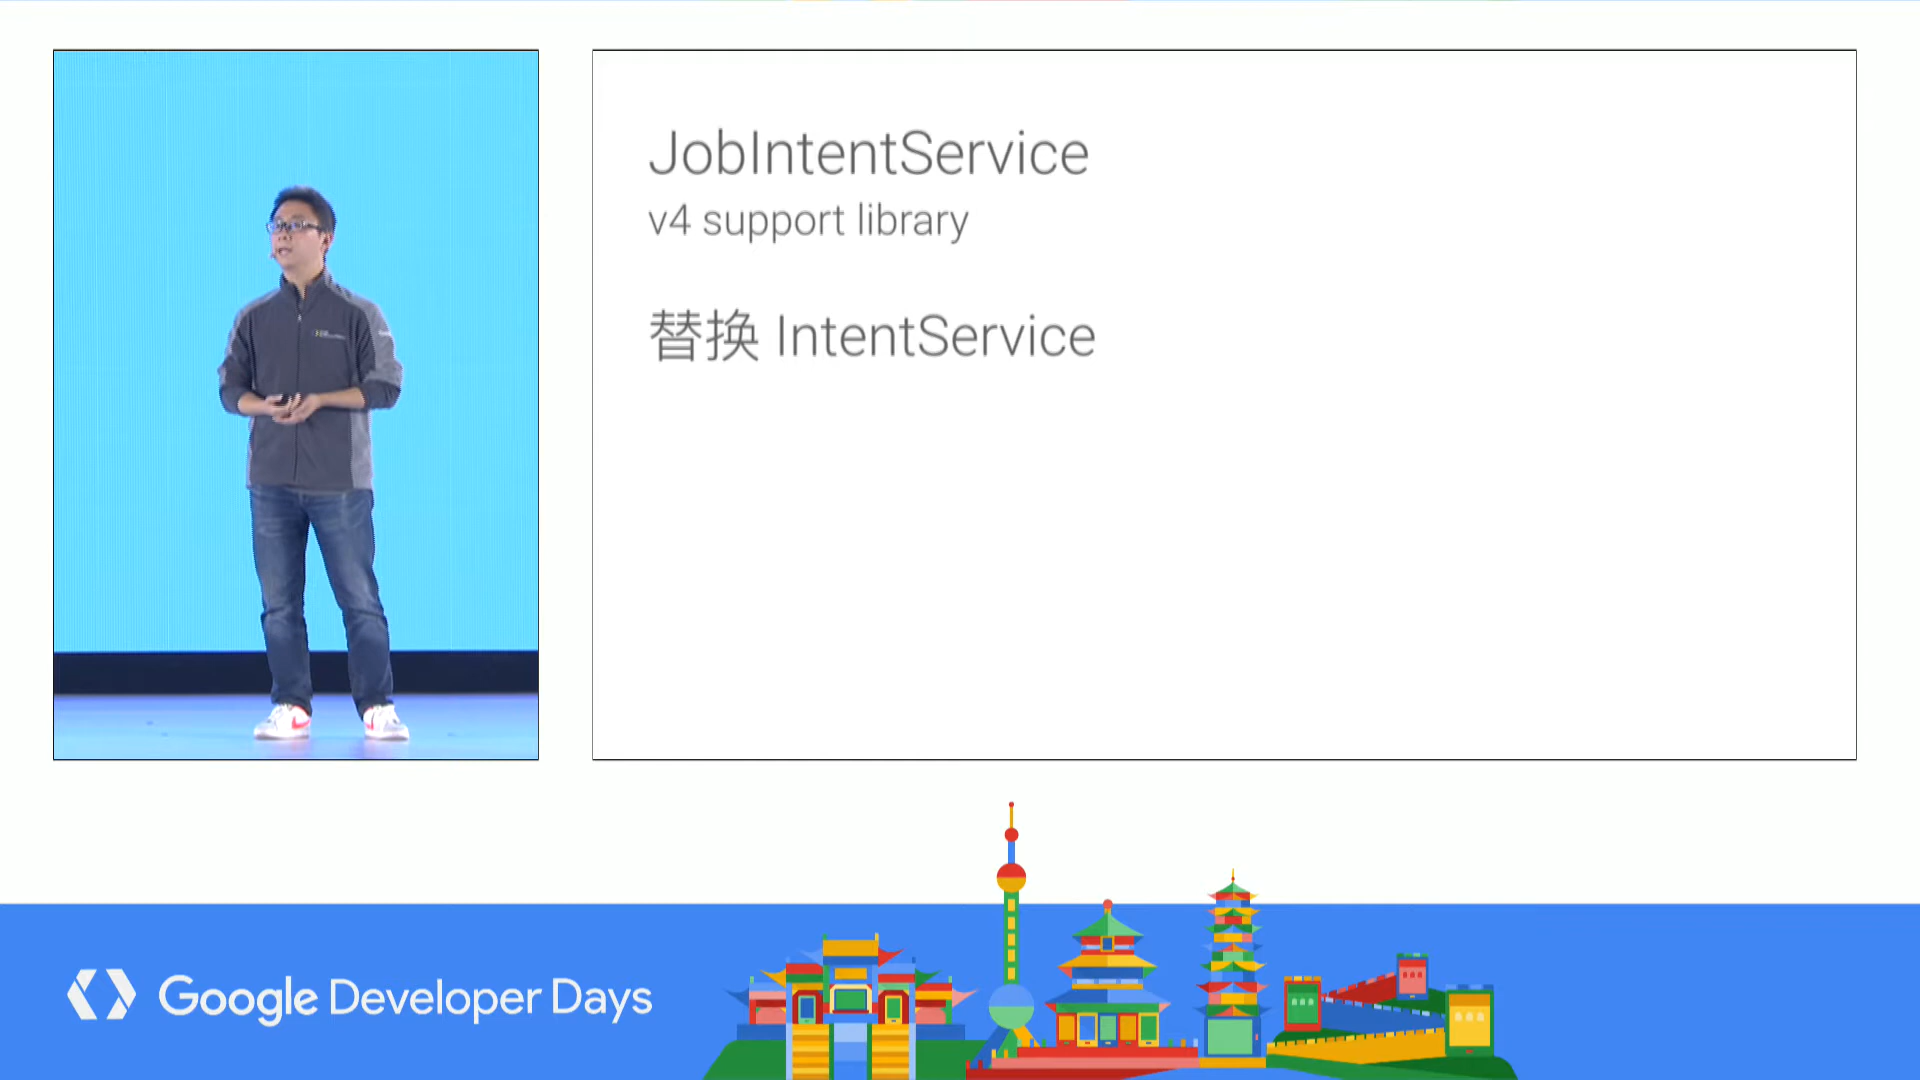 JobIntentService
v4 support library
替换 IntentService
Google Developer Days